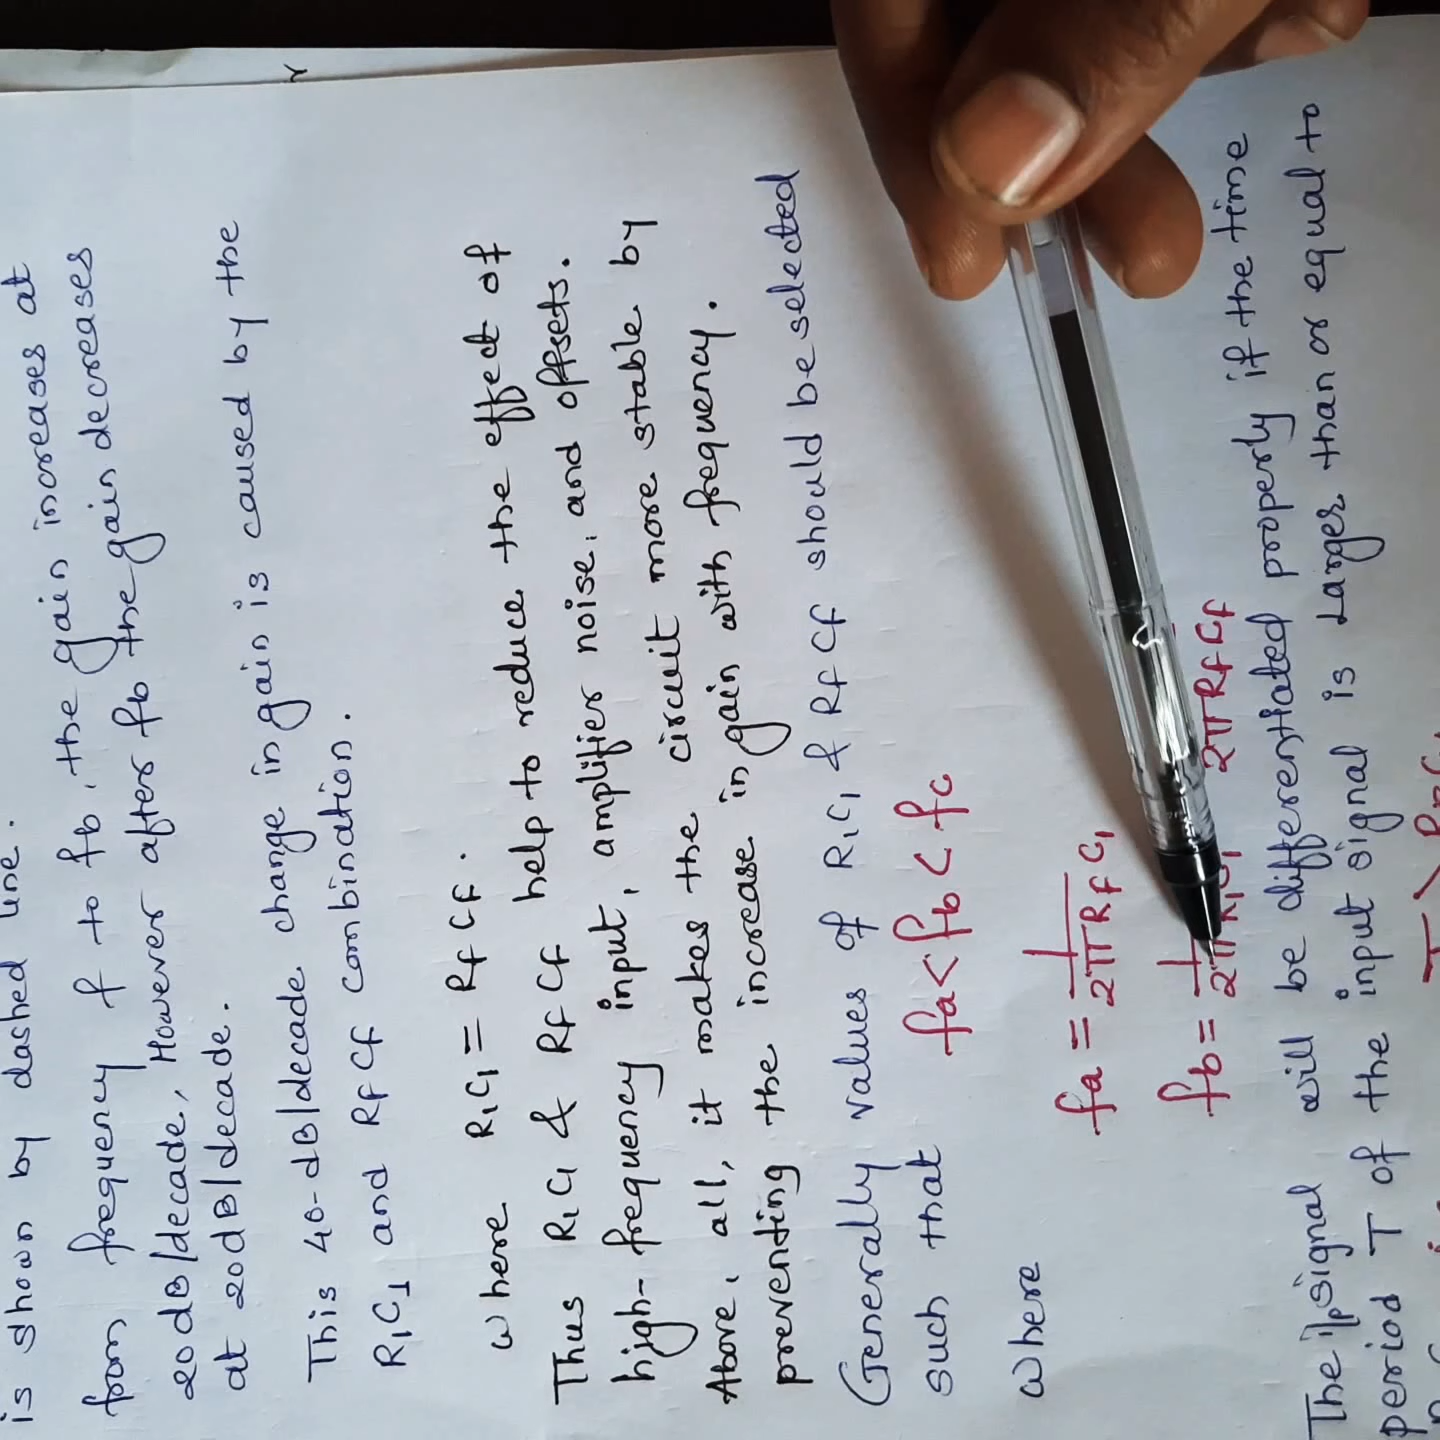 is shown by dashed line.
from frequency f to fb, the gain increases at
20dB/decade, However after fb the gain decreases
at 20dB/decade.
This 40-dB/decade change in gain is caused by the
R1C1 and RFCF combination.
where R1C1 = RFCF.
Thus R1C1 & RFCF help to reduce the effect of
high-frequency input, amplifier noise, and offsets.
Above, all, it makes the circuit more stable by
preventing the increase in gain with frequency.
Generally values of R1C1 & RFCF should be selected
such that fa < fb < fc
where fa = 1/2πRFC1
fb = 1/2πR1C1 2πRFCF
The i/p signal will be differentiated properly if the time
period T of the input signal is Larger than or equal to
T >